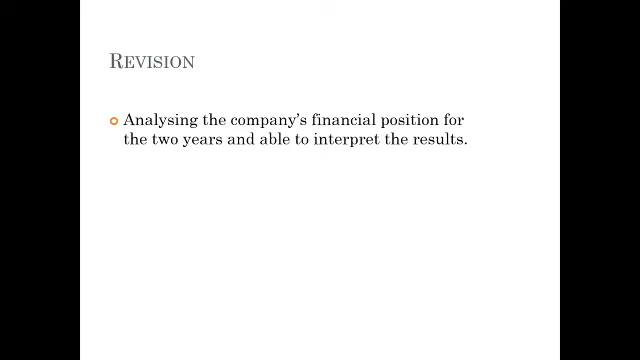 REVISION
Analysing the company's financial position for
the two years and able to interpret the results.